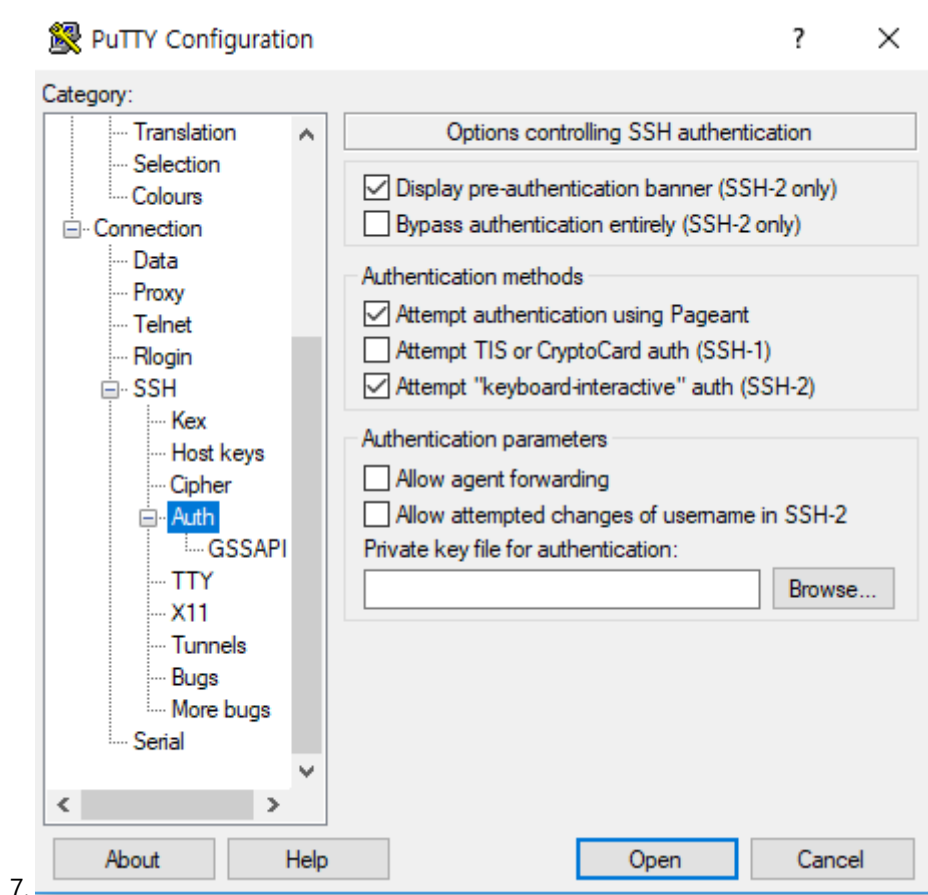 PuTTY Configuration
?
Category:
Translation
Selection
Colours
Connection
Data
Proxy
Telnet
Rlogin
SSH
Kex
Host keys
Cipher
Auth
GSSAPI
TTY
X11
Tunnels
Bugs
More bugs
Serial
Options controlling SSH authentication
Display pre-authentication banner (SSH-2 only)
Bypass authentication entirely (SSH-2 only)
Authentication methods
Attempt authentication using Pageant
Attempt TIS or CryptoCard auth (SSH-1)
Attempt "keyboard-interactive" auth (SSH-2)
Authentication parameters
Allow agent forwarding
Allow attempted changes of username in SSH-2
Private key file for authentication:
Browse...
About
Help
Open
Cancel
7.